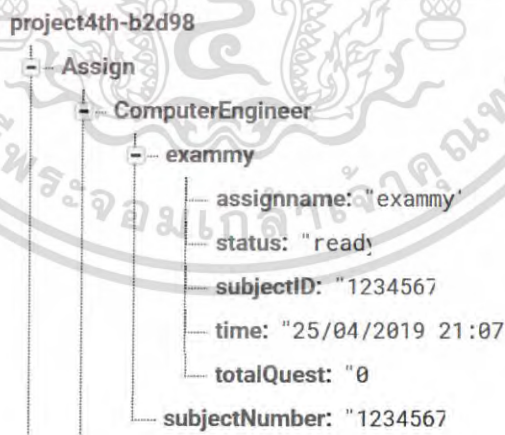 project4th-b2d98
Assign
ComputerEngineer
exammy
assignname: "exammy'
status: "ready
subjectID: "1234567
time: "25/04/2019 21:07
totalQuest: "0
subjectNumber: "1234567